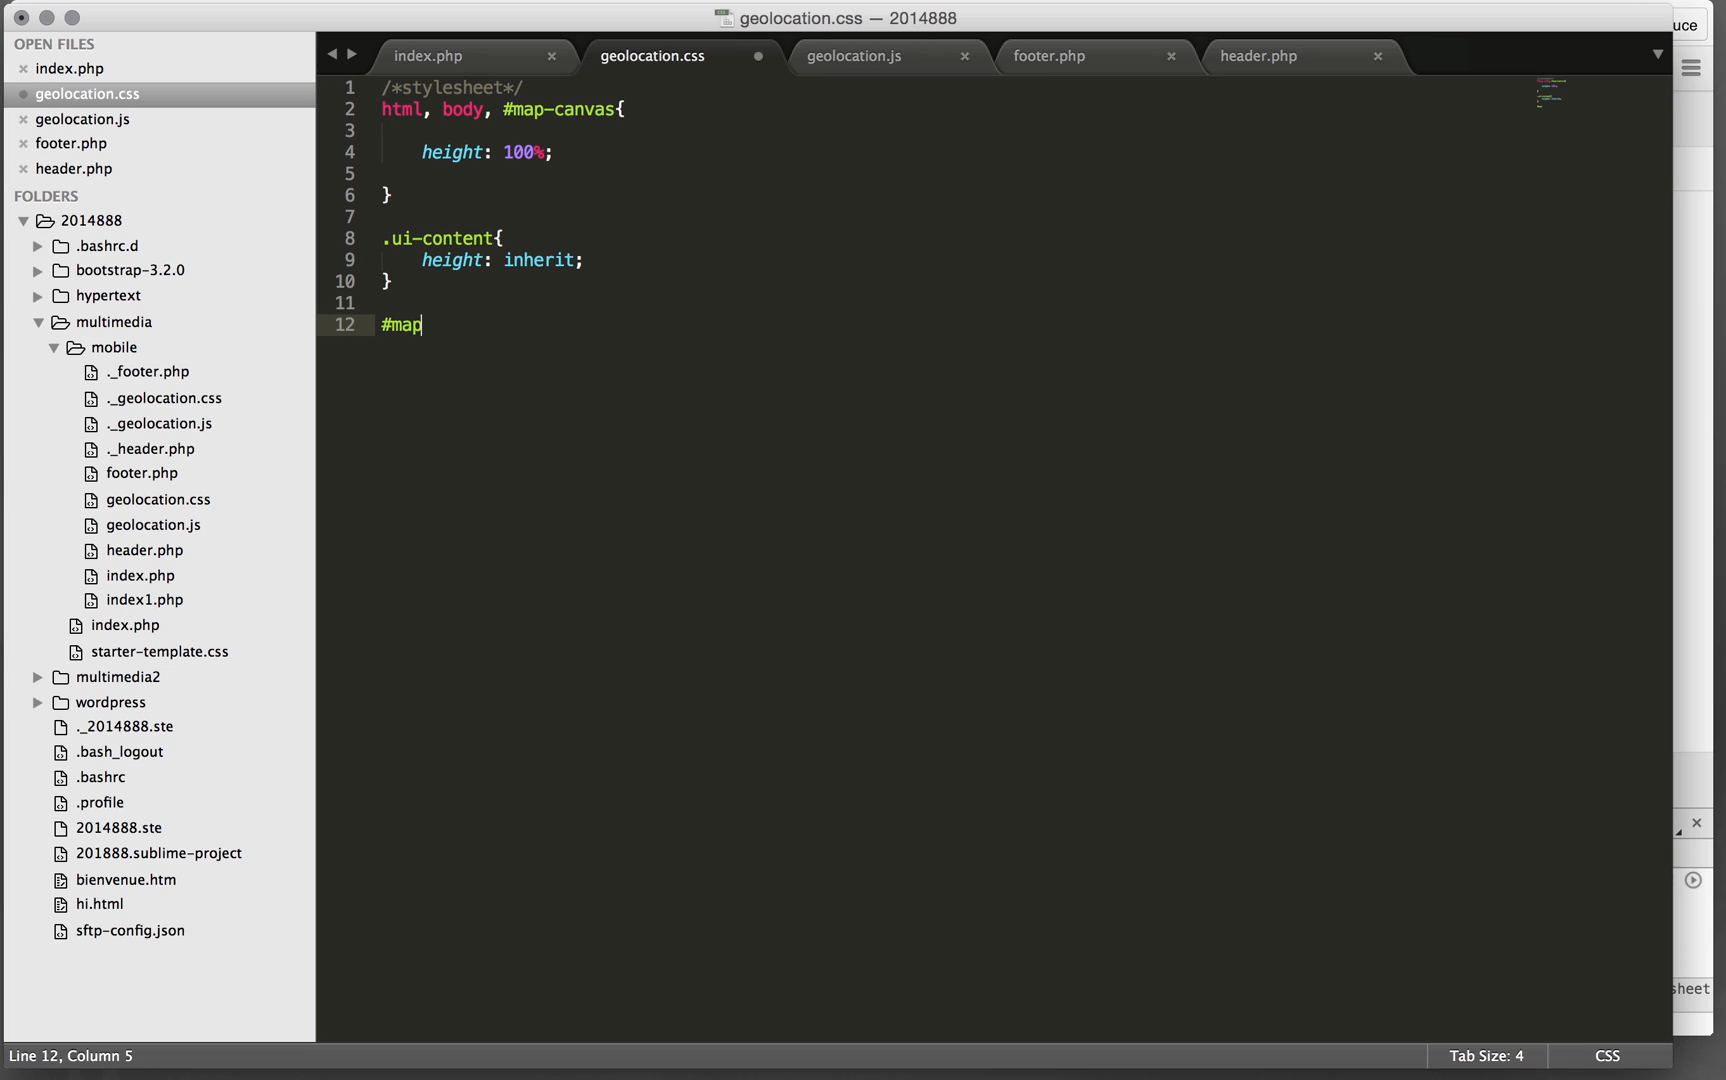 geolocation.css — 2014888
uce
OPEN FILES
index.php
geolocation.css
geolocation.js
footer.php
header.php
FOLDERS
2014888
.bashrc.d
bootstrap-3.2.0
hypertext
multimedia
mobile
._footer.php
._geolocation.css
._geolocation.js
._header.php
footer.php
geolocation.css
geolocation.js
header.php
index.php
index1.php
index.php
starter-template.css
multimedia2
wordpress
._2014888.ste
.bash_logout
.bashrc
.profile
2014888.ste
201888.sublime-project
bienvenue.htm
hi.html
sftp-config.json
index.php geolocation.css geolocation.js footer.php header.php
1 /*stylesheet*/
2 html, body, #map-canvas{
3
4 height: 100%;
5
6 }
7
8 .ui-content{
9 height: inherit;
10 }
11
12 #map
sheet
Line 12, Column 5 Tab Size: 4 CSS